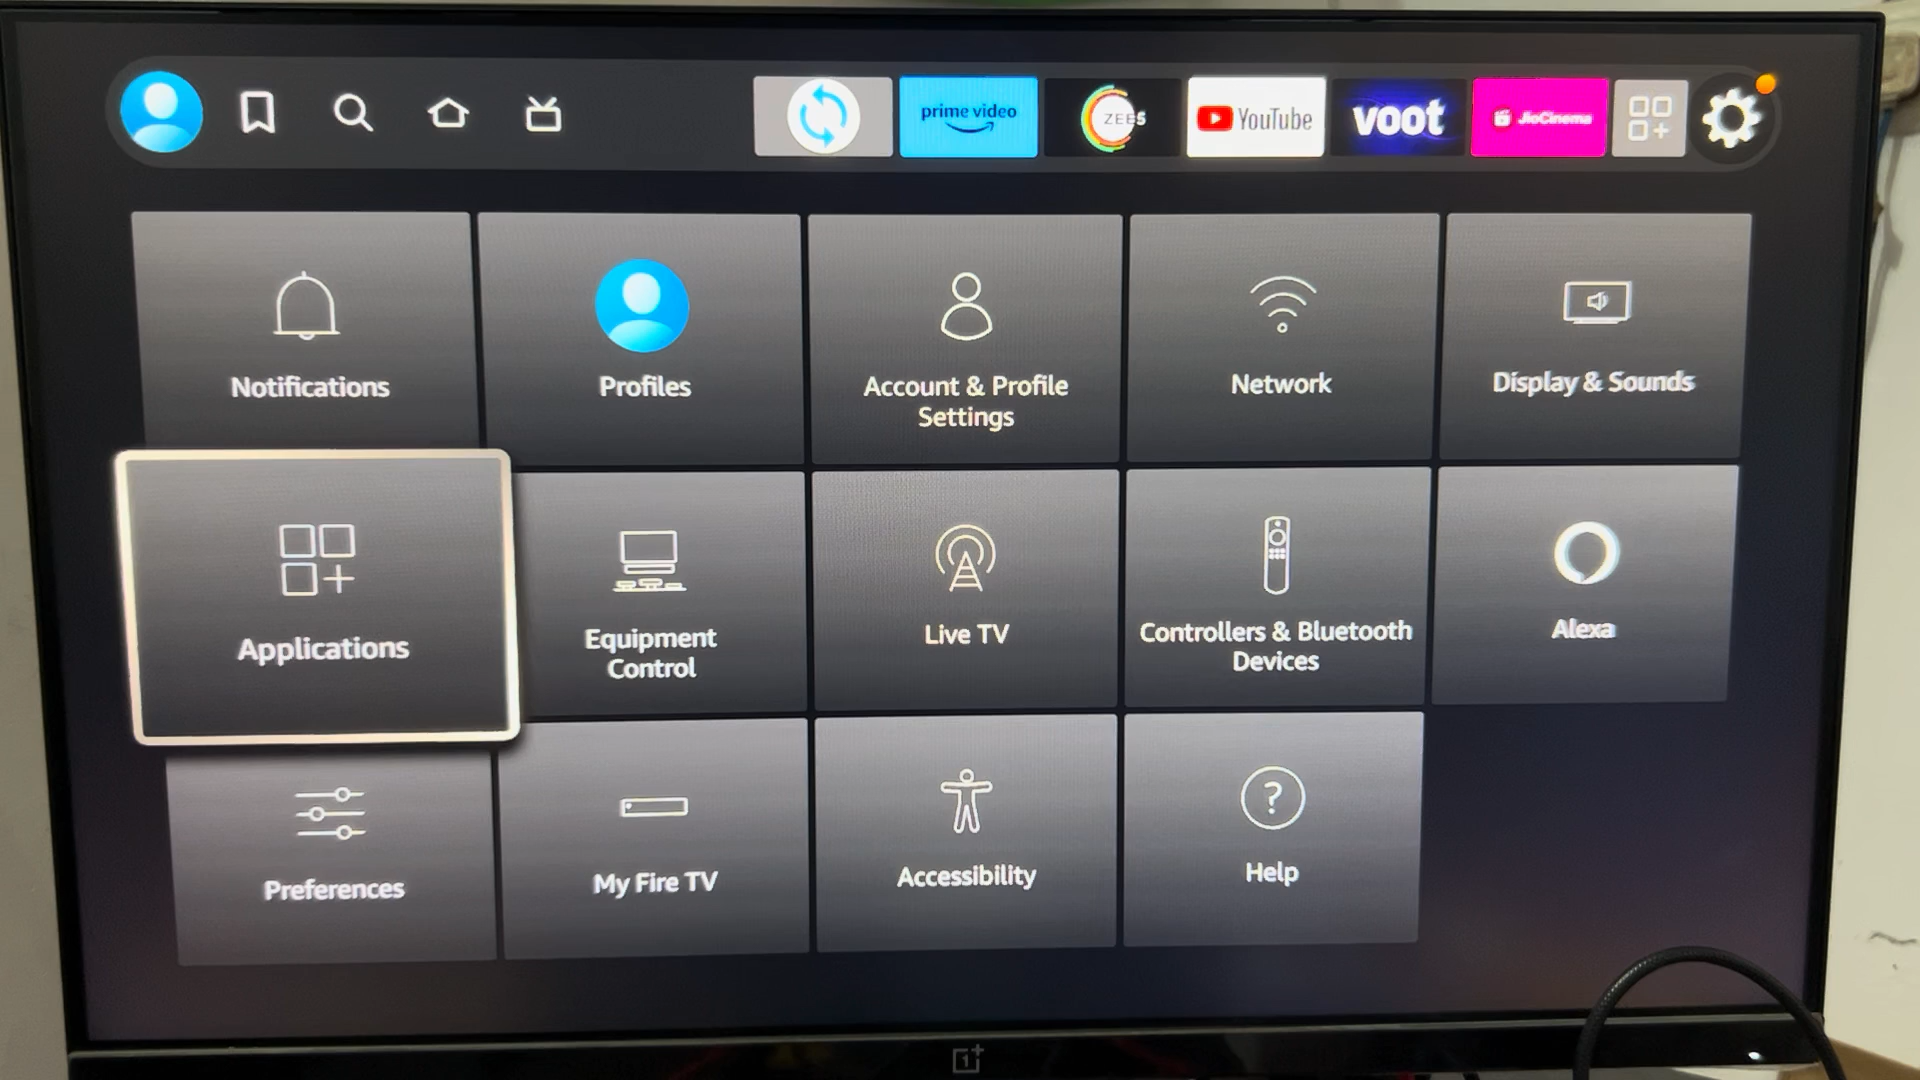 prime video
ZEE5
YouTube
voot
JioCinema
Notifications
Profiles
Account & Profile
Settings
Network
Display & Sounds
Applications
Equipment
Control
Live TV
Controllers & Bluetooth
Devices
Alexa
Preferences
My Fire TV
Accessibility
?
Help
1+